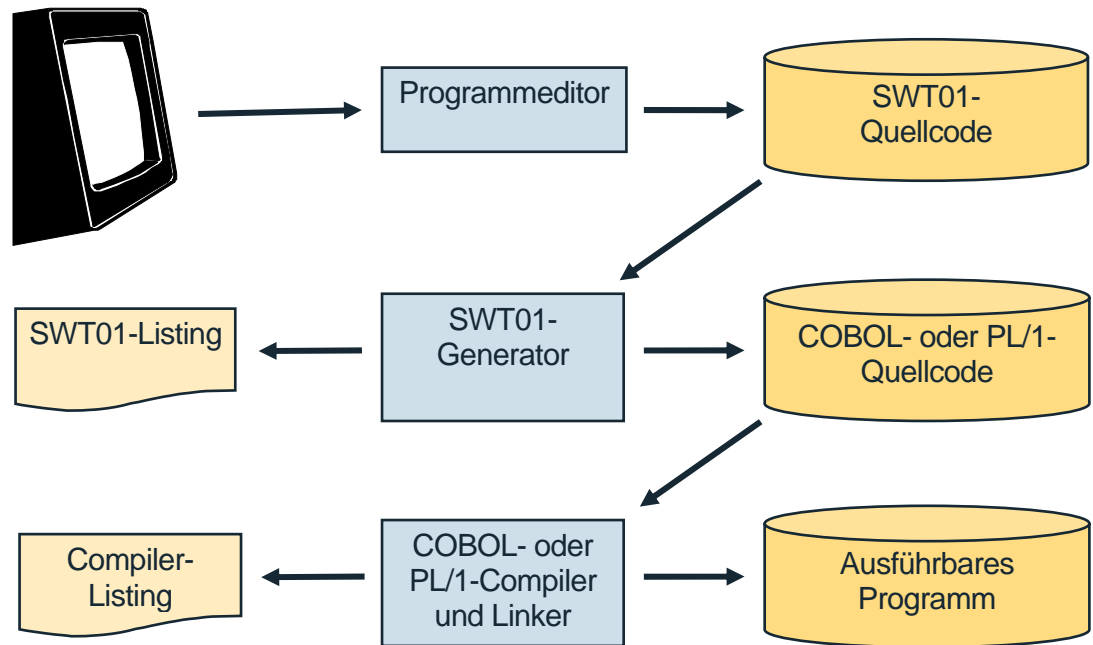 Programmeditor
SWT01-
Quellcode
SWT01-Listing
SWT01-
Generator
COBOL- oder PL/1-
Quellcode
Compiler-
Listing
COBOL- oder
PL/1-Compiler
und Linker
Ausführbares
Programm